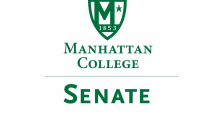 M
1853
MANHATTAN
COLLEGE
SENATE